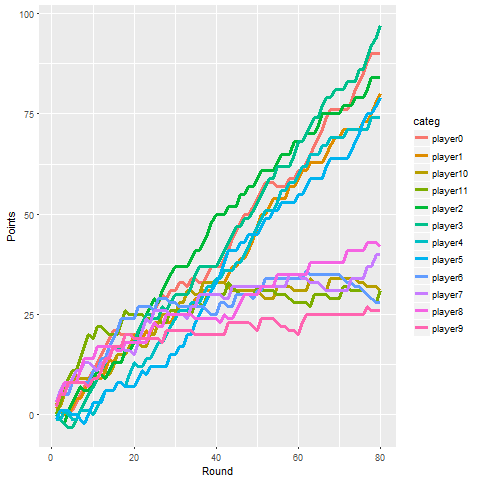 100
75
50
25
0
0
20
40
60
80
Points
Round
categ
player0
player1
player10
player11
player2
player3
player4
player5
player6
player7
player8
player9